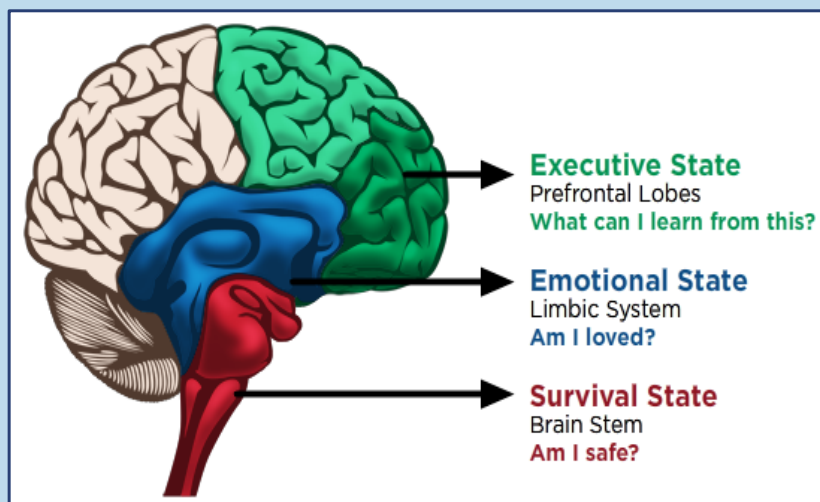 Executive State
Prefrontal Lobes
What can I learn from this?
Emotional State
Limbic System
Am I loved?
Survival State
Brain Stem
Am I safe?